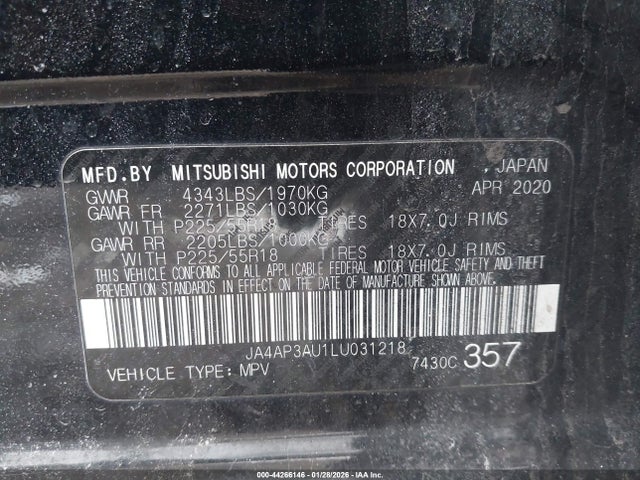 MFD.BY MITSUBISHI MOTORS CORPORATION , JAPAN
GVWR 4343LBS/1970KG APR 2020
GAWR FR 2271LBS/1030KG
WITH P225/55R18 TIRES 18X7.0J RIMS
GAWR RR 2205LBS/1000KG
WITH P225/55R18 TIRES 18X7.0J RIMS
THIS VEHICLE CONFORMS TO ALL APPLICABLE FEDERAL MOTOR VEHICLE SAFETY AND THEFT
PREVENTION STANDARDS IN EFFECT ON THE DATE OF MANUFACTURE SHOWN ABOVE.
JA4AP3AU1LU031218
VEHICLE TYPE: MPV 7430C 357
000-44266146 | 01/28/2026 - IAA, LLC